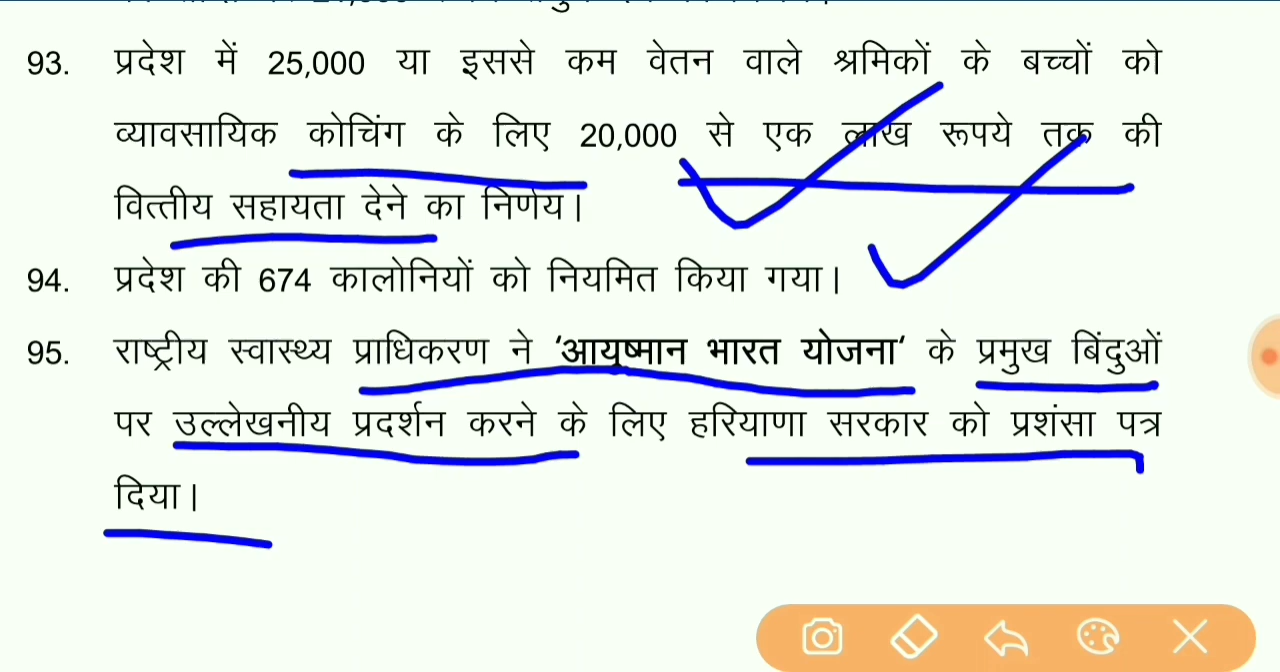 93. प्रदेश में 25,000 या इससे कम वेतन वाले श्रमिकों के बच्चों को
व्यावसायिक कोचिंग के लिए 20,000 से एक लाख रूपये तक की
वित्तीय सहायता देने का निर्णय।
94. प्रदेश की 674 कालोनियों को नियमित किया गया।
95. राष्ट्रीय स्वास्थ्य प्राधिकरण ने ‘आयुष्मान भारत योजना’ के प्रमुख बिंदुओं
पर उल्लेखनीय प्रदर्शन करने के लिए हरियाणा सरकार को प्रशंसा पत्र
दिया।